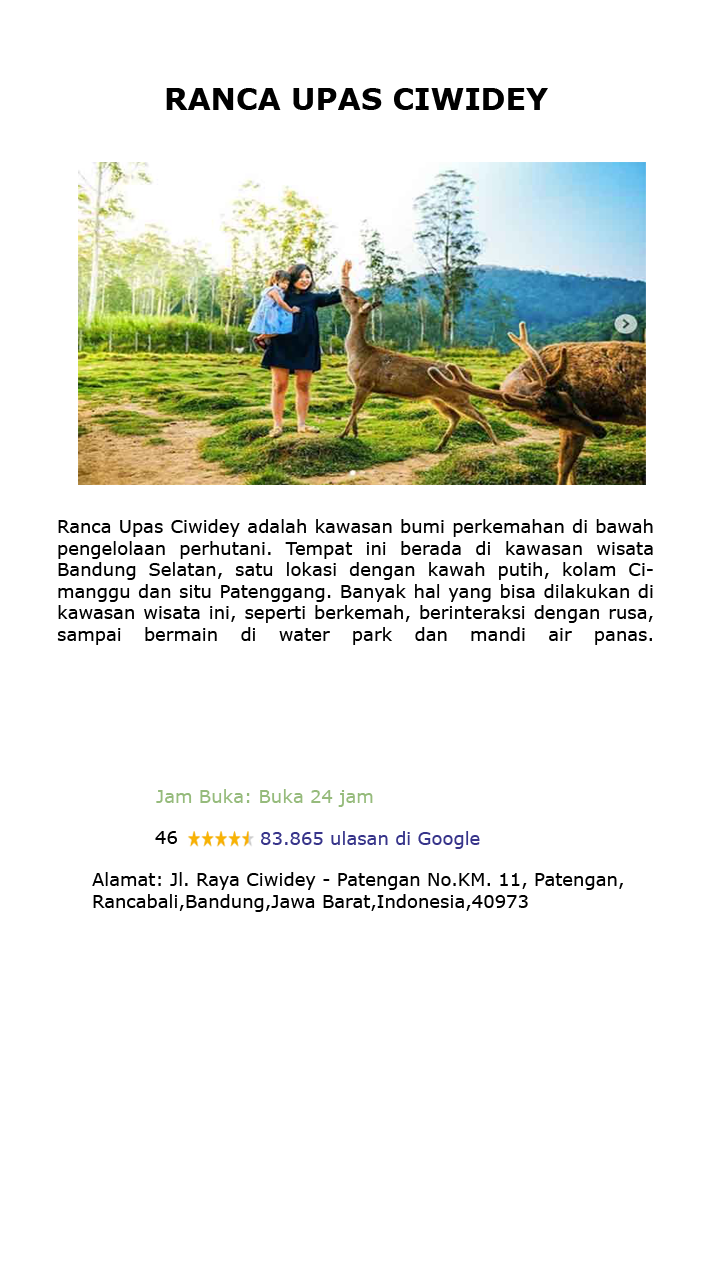 RANCA UPAS CIWIDEY
Ranca Upas Ciwidey adalah kawasan bumi perkemahan di bawah
pengelolaan perhutani. Tempat ini berada di kawasan wisata
Bandung Selatan, satu lokasi dengan kawah putih, kolam Ci-
manggu dan situ Patenggang. Banyak hal yang bisa dilakukan di
kawasan wisata ini, seperti berkemah, berinteraksi dengan rusa,
sampai bermain di water park dan mandi air panas.
Jam Buka: Buka 24 jam
46 83.865 ulasan di Google
Alamat: Jl. Raya Ciwidey - Patengan No.KM. 11, Patengan,
Rancabali,Bandung,Jawa Barat,Indonesia,40973